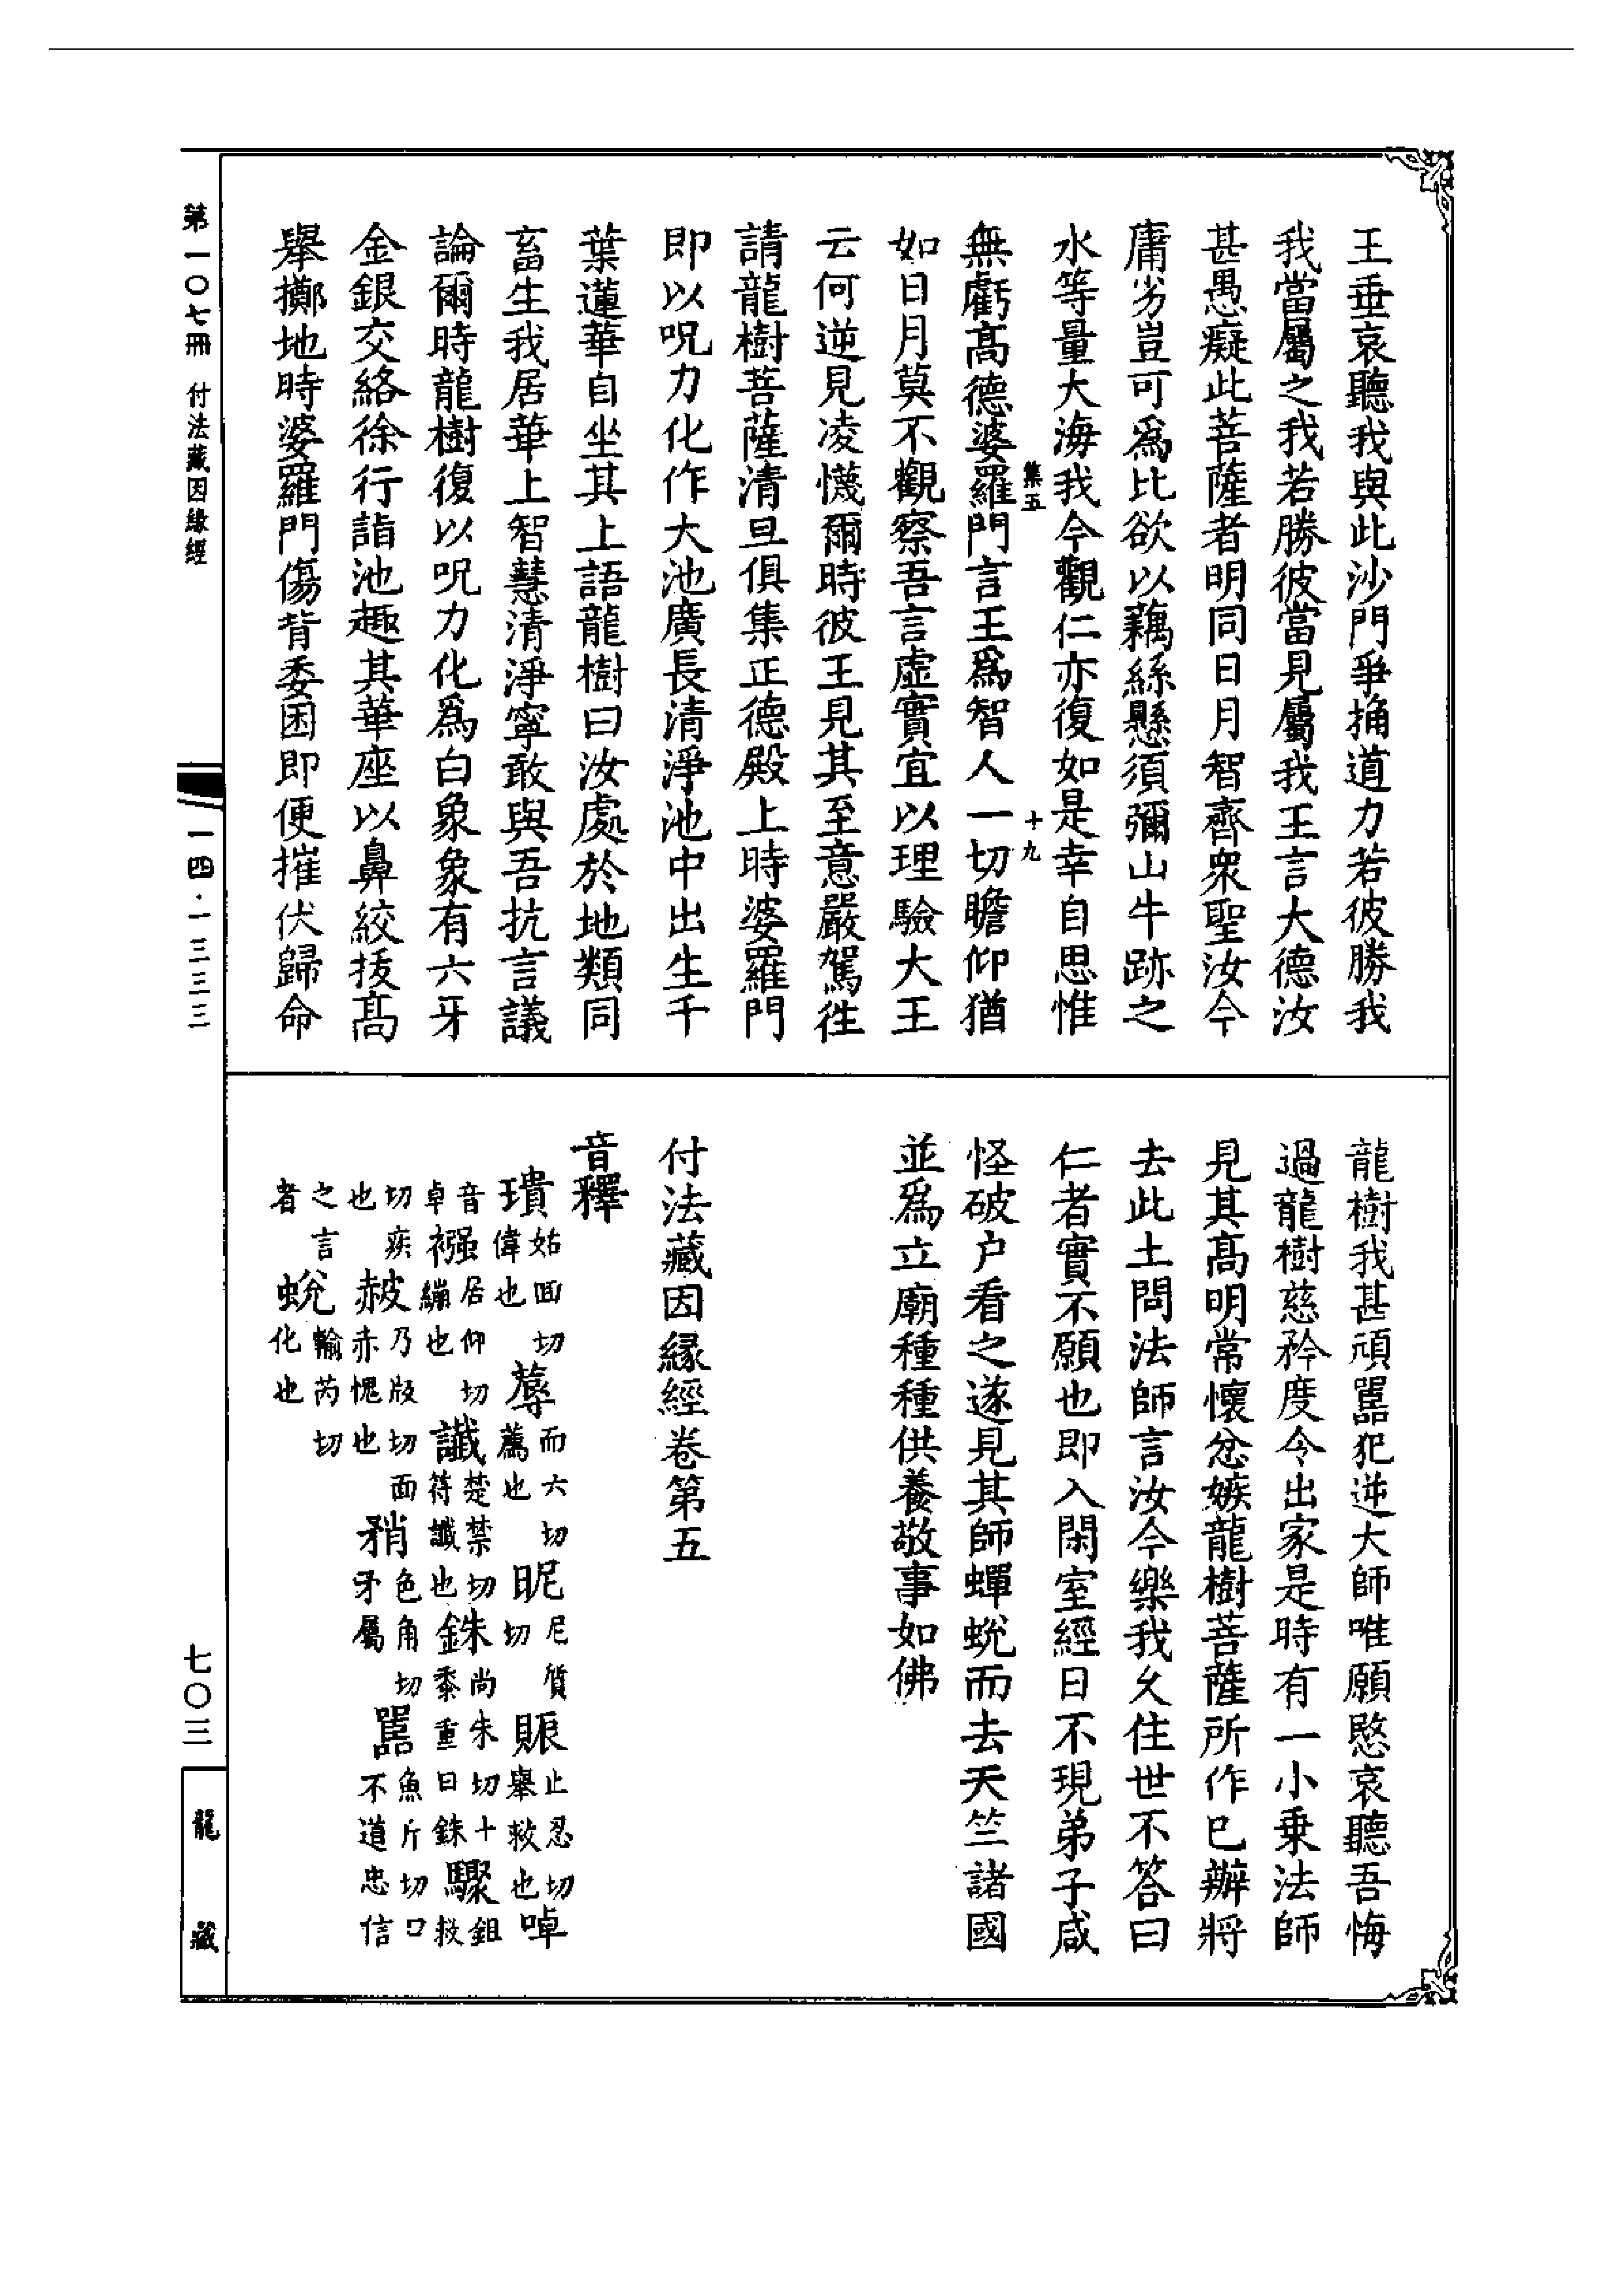 王垂哀聽我與此沙門爭捔道力若彼勝我
我當屬之我若勝彼當見屬我王言大德汝
甚愚癡此菩薩者明同日月智齊衆聖汝今
庸劣豈可爲比欲以藕絲懸須彌山牛跡之
水等量大海我今觀仁亦復如是幸自思惟
集五 十九
無虧髙德婆羅門言王爲智人一切瞻仰猶
如日月莫不觀察吾言虛實宜以理驗大王
云何逆見凌懱爾時彼王見其至意嚴駕徃
請龍樹菩薩清旦俱集正德殿上時婆羅門
即以呪力化作大池廣長清淨池中出生千
葉蓮華自坐其上語龍樹曰汝處於地類同
畜生我居華上智慧清淨寧敢與吾抗言議
論爾時龍樹復以呪力化爲白象象有六牙
金銀交絡徐行詣池趣其華座以鼻絞拔髙
舉擲地時婆羅門傷背委困即便摧伏歸命
龍樹我甚頑嚚犯逆大師唯願愍哀聽吾悔
過龍樹慈矜度令出家是時有一小乗法師
見其髙明常懷忿嫉龍樹菩薩所作已辦將
去此土問法師言汝今樂我久住世不答曰
仁者實不願也即入閑室經日不現弟子咸
怪破户看之遂見其師蟬蛻而去天竺諸國
並爲立廟種種供養敬事如佛
付法藏因縁經卷第五
音釋
璝姑回切偉也 蓐而六切薦也 昵尼質切 賑止忍切舉救也 啅
音卓 襁居仰切繃也 讖楚禁切符讖也 銖尚朱切十黍重曰銖 驟鉏救
切疾也 赧乃版切面赤愧也 矟色角切矛屬 嚚魚斤切口不道忠信
之言者 蛻輸芮切化也
第一〇七冊 付法藏因緣經
一四·一三三三
七〇三
龍藏